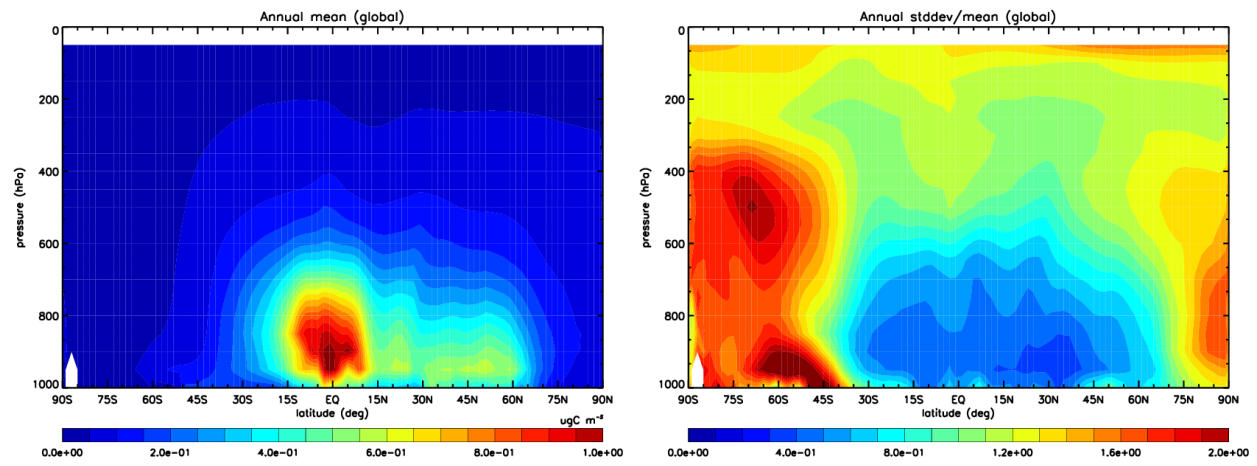 Annual mean (global)
0
200
400
600
800
1000
pressure (hPa)
90S 75S 60S 45S 30S 15S EQ 15N 30N 45N 60N 75N 90N
latitude (deg)
ugC m⁻³
0.0e+00 2.0e-01 4.0e-01 6.0e-01 8.0e-01 1.0e+00
Annual stddev/mean (global)
0
200
400
600
800
1000
pressure (hPa)
90S 75S 60S 45S 30S 15S EQ 15N 30N 45N 60N 75N 90N
latitude (deg)
0.0e+00 4.0e-01 8.0e-01 1.2e+00 1.6e+00 2.0e+00